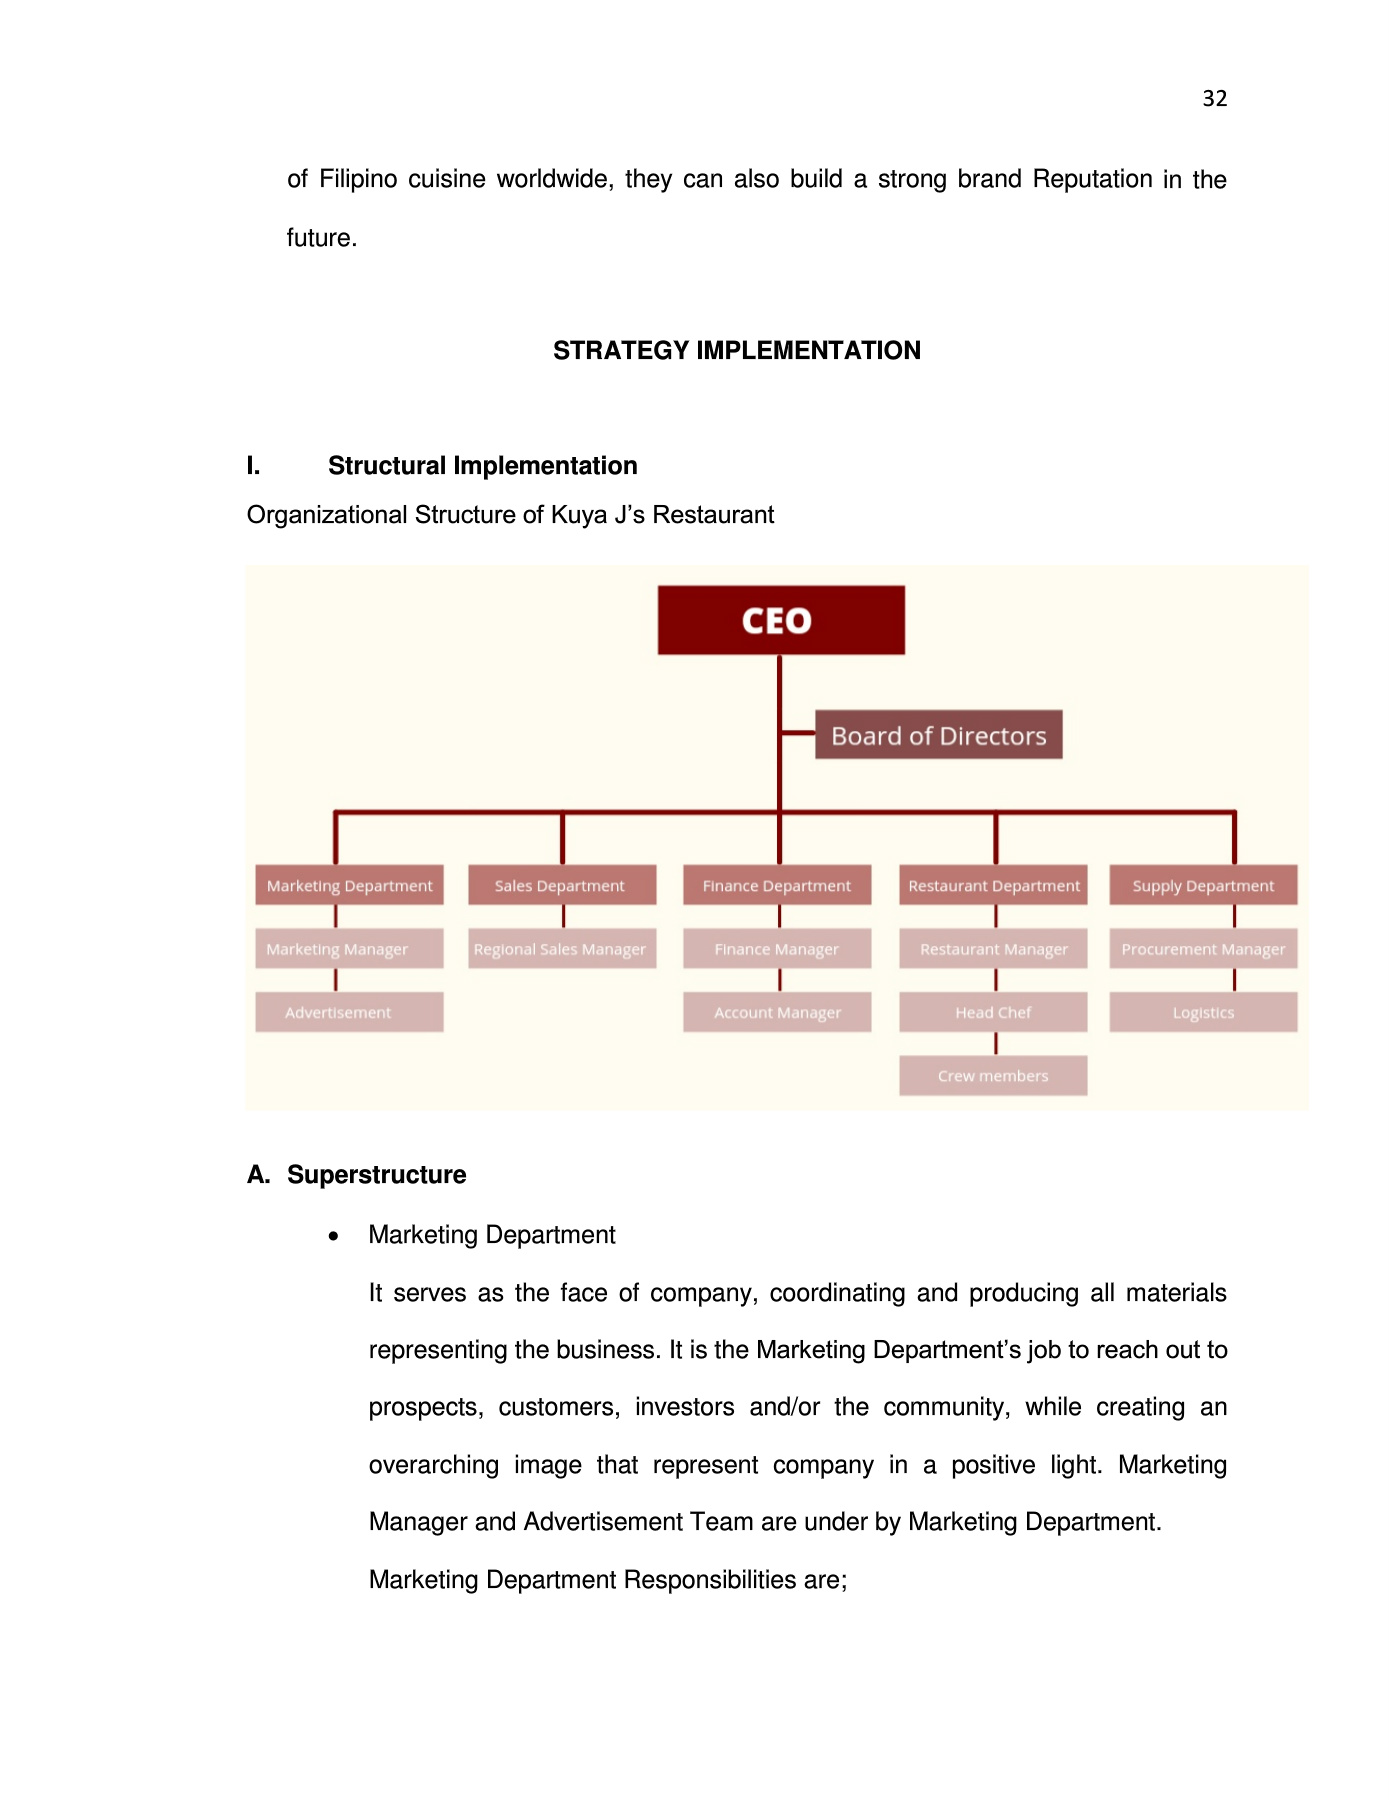 32
of Filipino cuisine worldwide, they can also build a strong brand Reputation in the
future.
STRATEGY IMPLEMENTATION
I. Structural Implementation
Organizational Structure of Kuya J’s Restaurant
CEO
Board of Directors
Marketing Department
Sales Department
Finance Department
Restaurant Department
Supply Department
Marketing Manager
Regional Sales Manager
Finance Manager
Restaurant Manager
Procurement Manager
Advertisement
Account Manager
Head Chef
Logistics
Crew members
A. Superstructure
• Marketing Department
It serves as the face of company, coordinating and producing all materials
representing the business. It is the Marketing Department’s job to reach out to
prospects, customers, investors and/or the community, while creating an
overarching image that represent company in a positive light. Marketing
Manager and Advertisement Team are under by Marketing Department.
Marketing Department Responsibilities are;